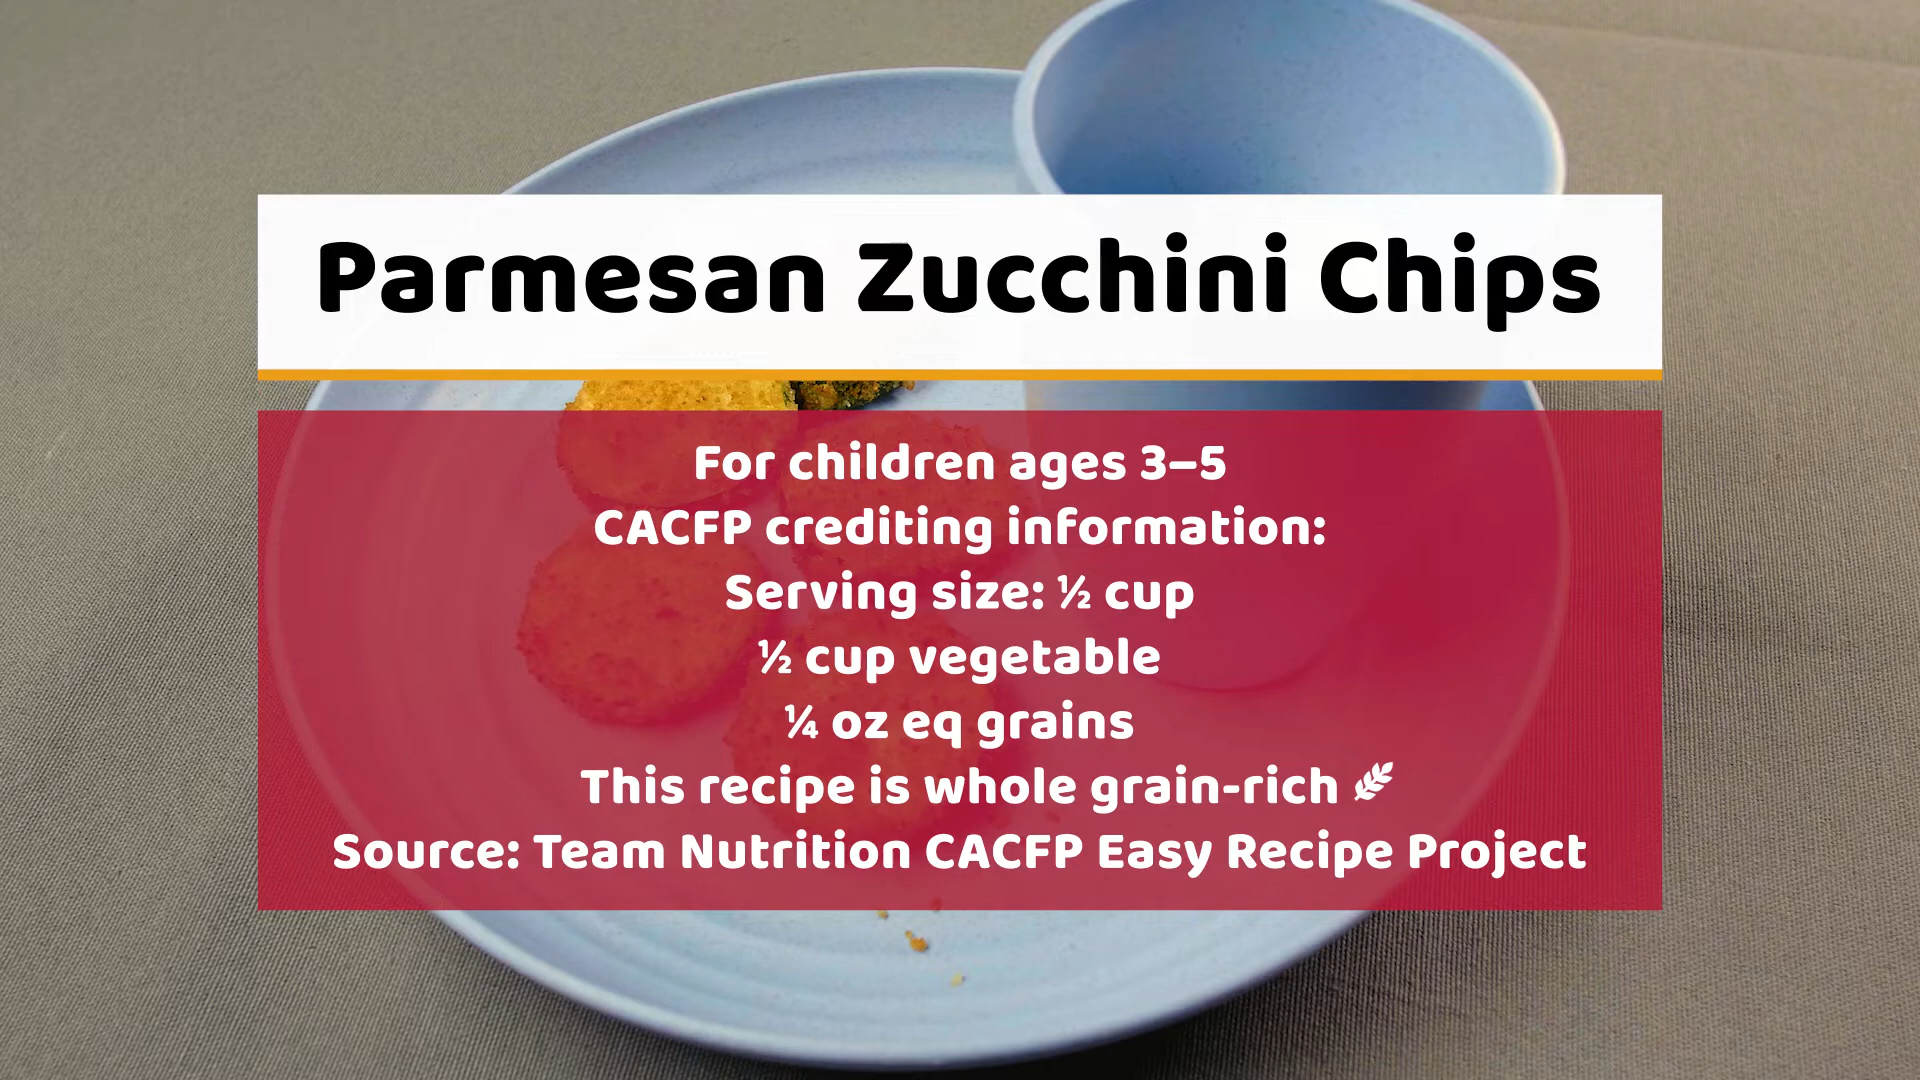 Parmesan Zucchini Chips
For children ages 3–5
CACFP crediting information:
Serving size: ½ cup
½ cup vegetable
¼ oz eq grains
This recipe is whole grain-rich
Source: Team Nutrition CACFP Easy Recipe Project